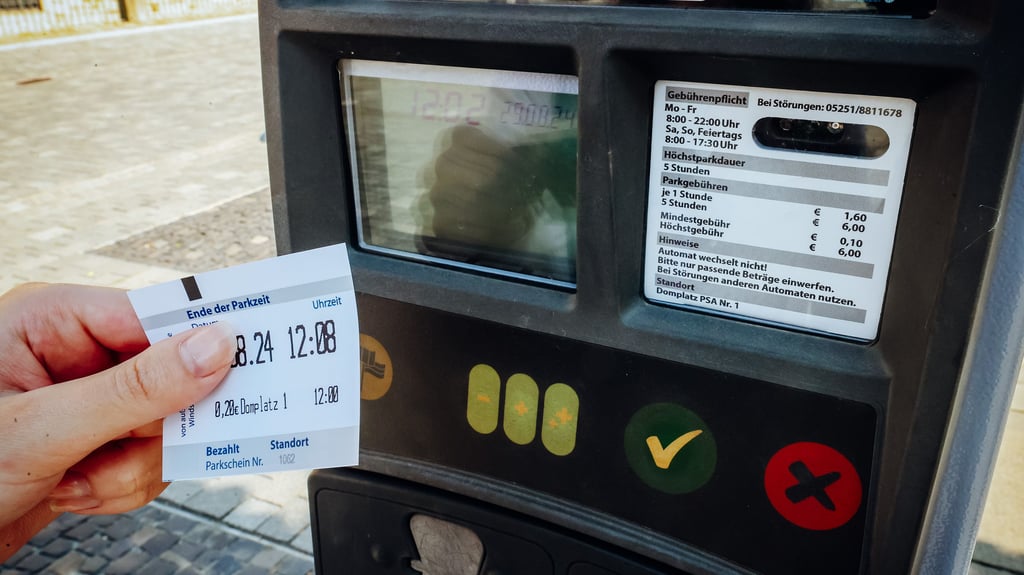 Gebührenpflicht
Bei Störungen: 05251/8811678
Mo - Fr
8:00 - 22:00 Uhr
Sa, So, Feiertags
8:00 - 17:30 Uhr
Höchstparkdauer
5 Stunden
Parkgebühren
je 1 Stunde € 1,60
5 Stunden € 6,00
Mindestgebühr € 0,10
Höchstgebühr € 6,00
Hinweise
Automat wechselt nicht!
Bitte nur passende Beträge einwerfen.
Bei Störungen anderen Automaten nutzen.
Standort
Domplatz PSA Nr. 1
Ende der Parkzeit
Datum Uhrzeit
8.24 12:08
0,20€ Domplatz 1 12:00
Bezahlt Standort
Parkschein Nr. 1062
- + ++